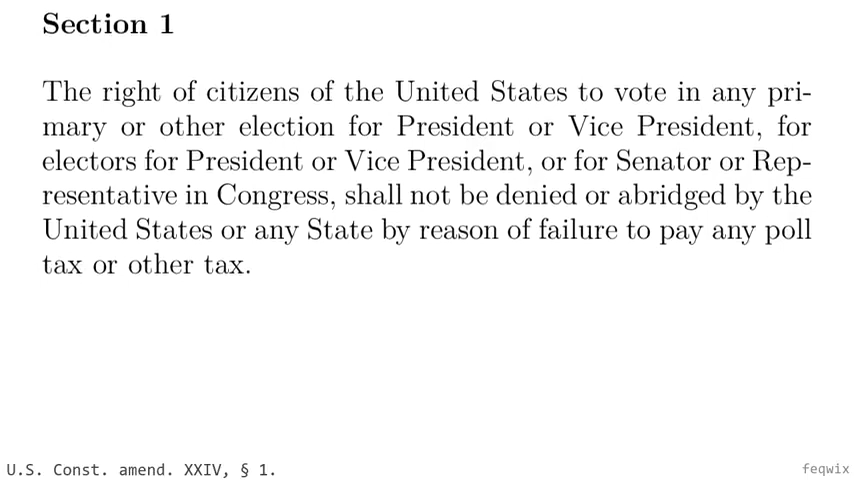 Section 1
The right of citizens of the United States to vote in any pri-
mary or other election for President or Vice President, for
electors for President or Vice President, or for Senator or Rep-
resentative in Congress, shall not be denied or abridged by the
United States or any State by reason of failure to pay any poll
tax or other tax.
U.S. Const. amend. XXIV, § 1.
feqwix